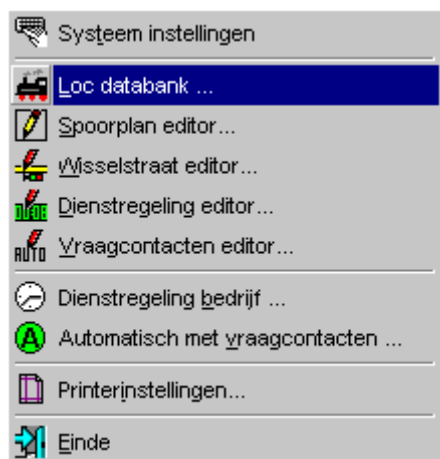 Systeem instellingen
Loc databank ...
Spoorplan editor...
Wisselstraat editor...
Dienstregeling editor...
AUTO Vraagcontacten editor...
Dienstregeling bedrijf ...
A Automatisch met vraagcontacten ...
Printerinstellingen...
Einde